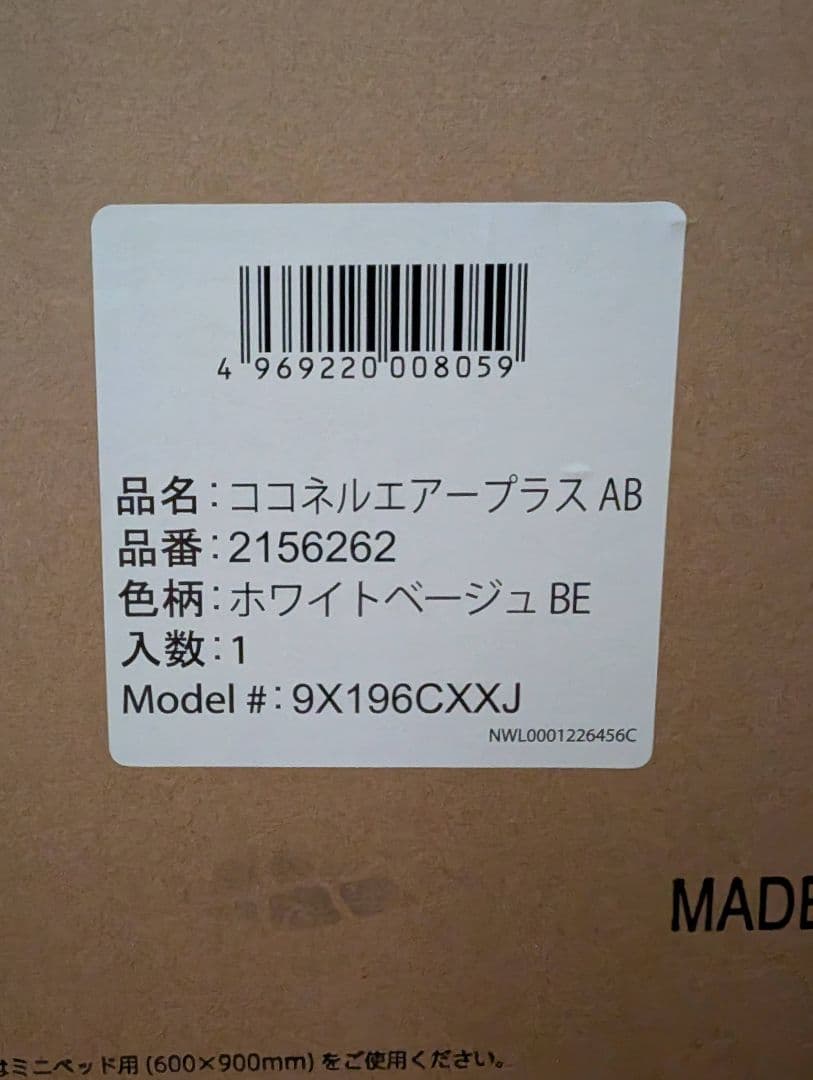 4 969220 008059
品名：ココネルエアープラス AB
品番：2156262
色柄：ホワイトベージュ BE
入数：1
Model #：9X196CXXJ
NWL0001226456C
MADE
はミニベッド用(600×900mm)をご使用ください。